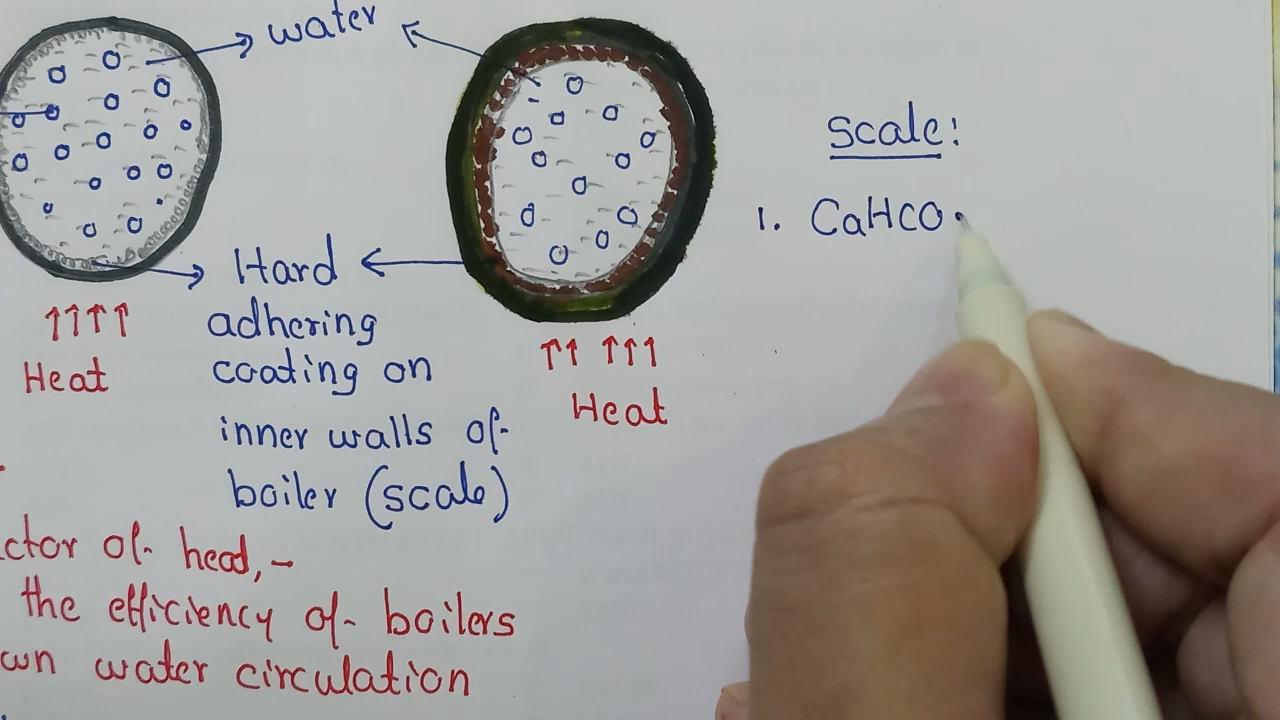 water
Hard
adhering
coating on
inner walls of
boiler (scale)
↑↑↑↑
Heat
↑↑ ↑↑↑
Heat
ctor of head,-
the efficiency of boilers
wn water circulation
Scale:
1. CaHCO